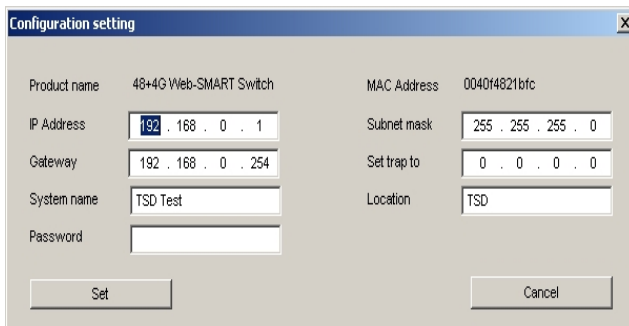 Configuration setting
X
Product name 48+4G Web-SMART Switch MAC Address 0040f4821bfc
IP Address 192 . 168 . 0 . 1 Subnet mask 255 . 255 . 255 . 0
Gateway 192 . 168 . 0 . 254 Set trap to 0 . 0 . 0 . 0
System name TSD Test Location TSD
Password
Set Cancel